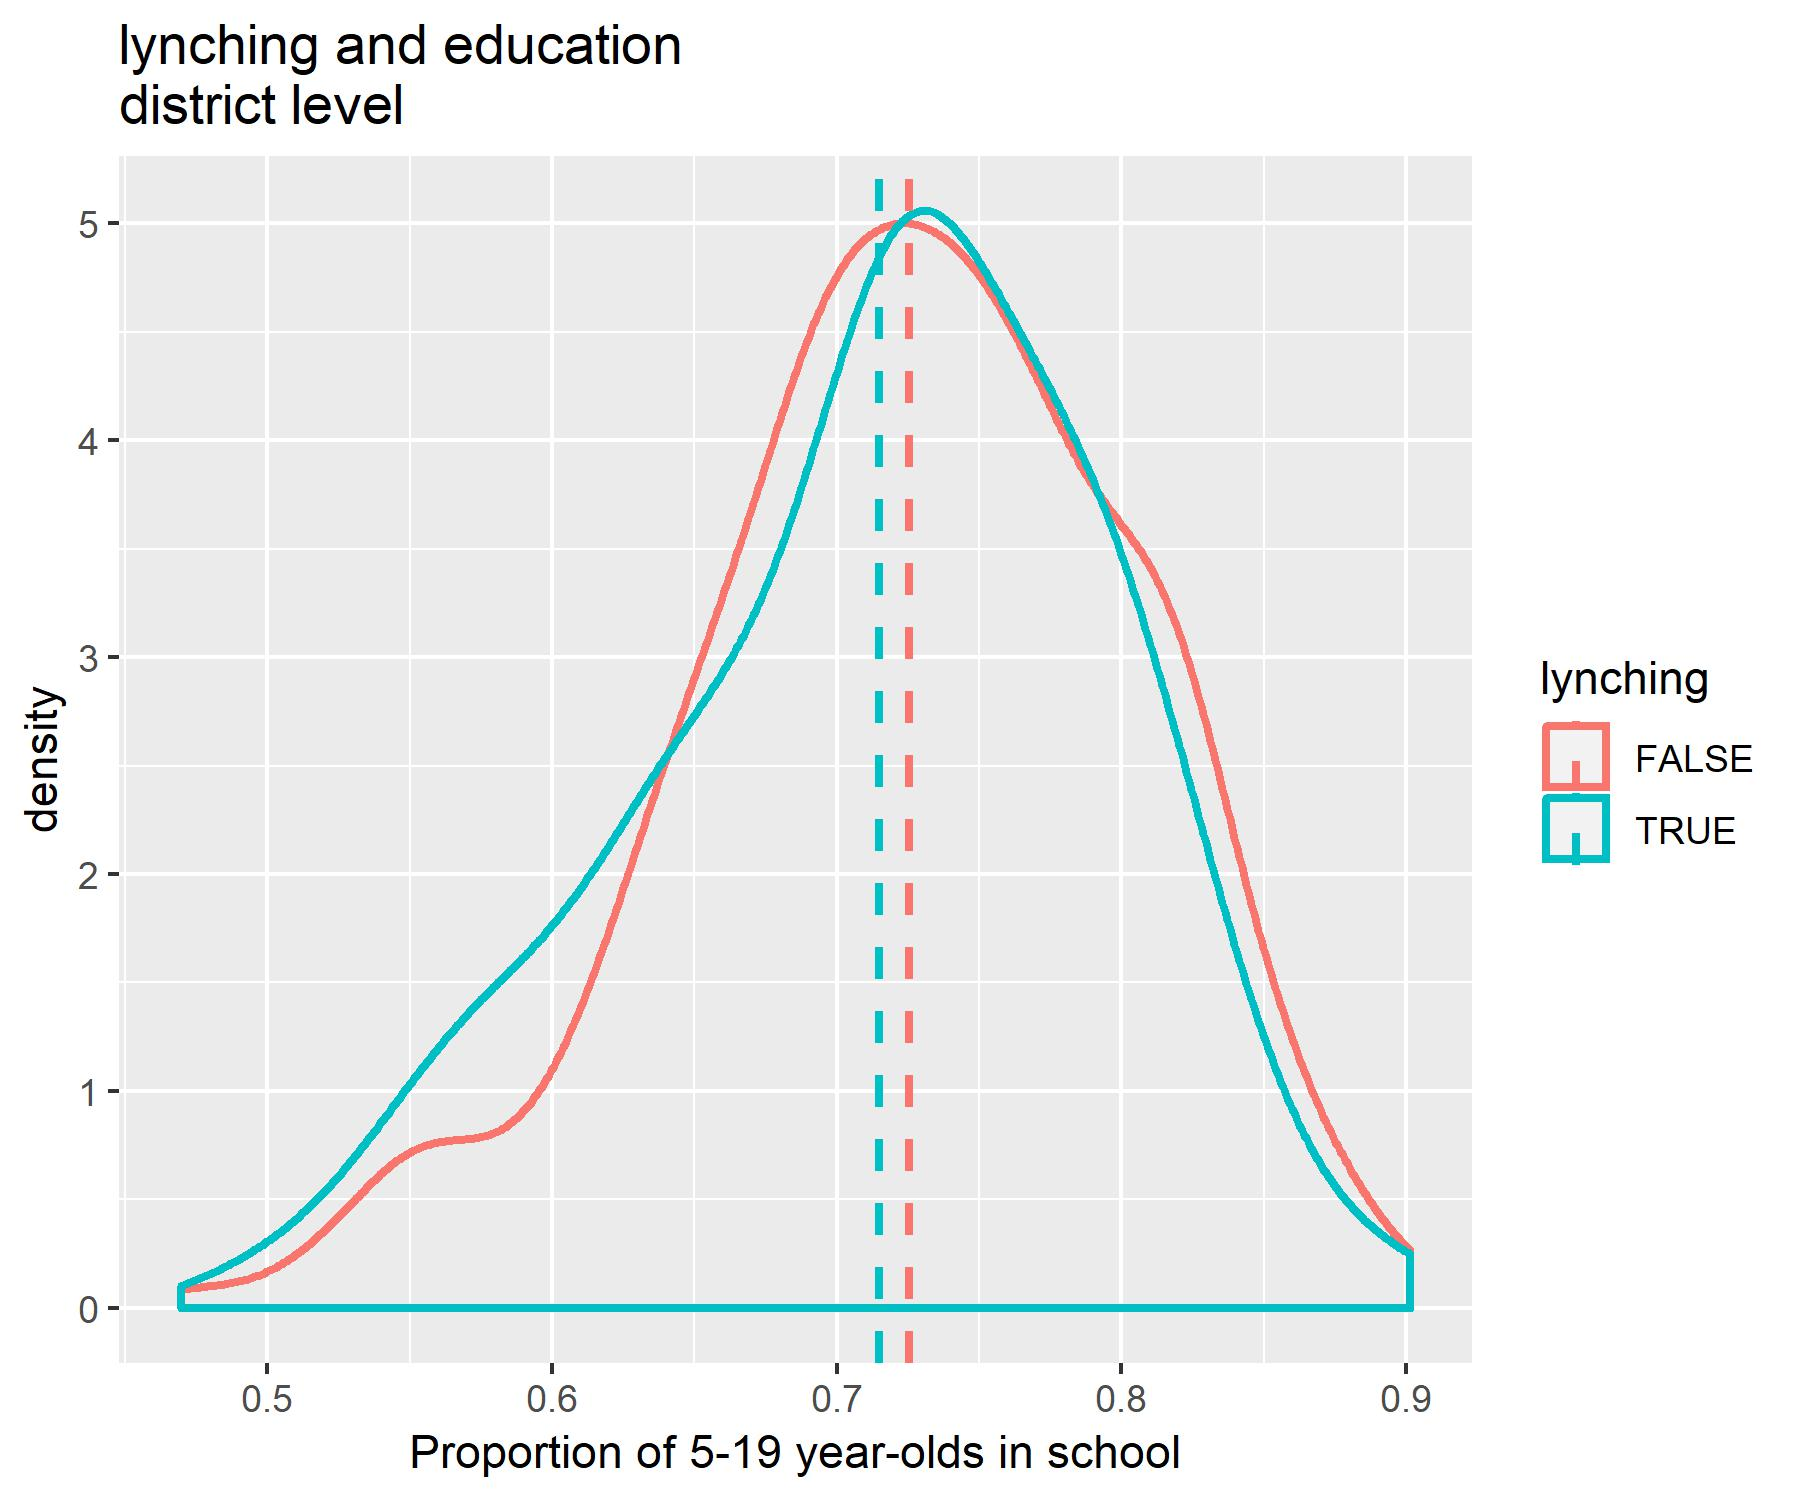 lynching and education
district level
5
4
3
2
1
0
density
0.5 0.6 0.7 0.8 0.9
Proportion of 5-19 year-olds in school
lynching
FALSE
TRUE